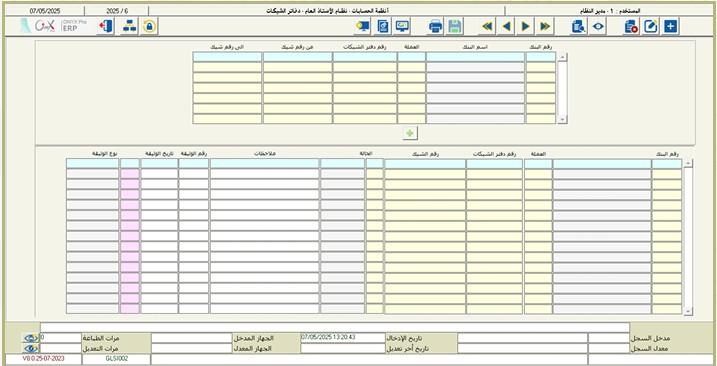 المستخدم : 1 - مدير النظام
أنظمة الحسابات - نظام الأستاذ العام - دفاتر الشيكات
2025 / 6
07/05/2025
ONYX Pro
ERP
رقم البنك اسم البنك العملة رقم دفتر الشيكات من رقم شيك الى رقم شيك
رقم البنك العملة رقم دفتر الشيكات رقم الشيك الحالة ملاحظات رقم الوثيقة تاريخ الوثيقة نوع الوثيقة
مدخل السجل تاريخ الإدخال 07/05/2025 13:20:43 الجهاز المدخل مرات الطباعة 0
معدل السجل تاريخ أخر تعديل الجهاز المعدل مرات التعديل
GLSI002
V8.0.25-07-2023